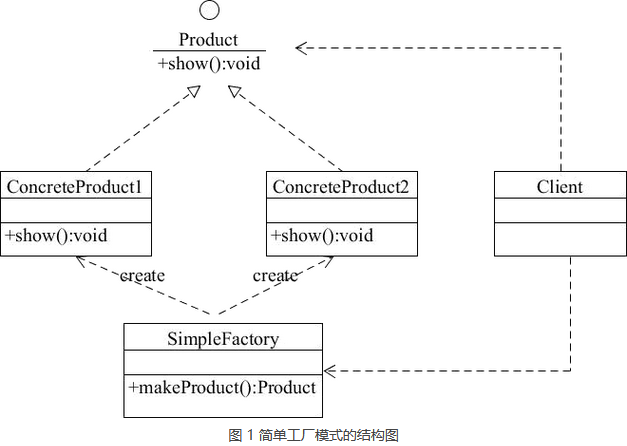 Product
+show():void
ConcreteProduct1
+show():void
ConcreteProduct2
+show():void
Client
create
create
SimpleFactory
+makeProduct():Product
图 1 简单工厂模式的结构图